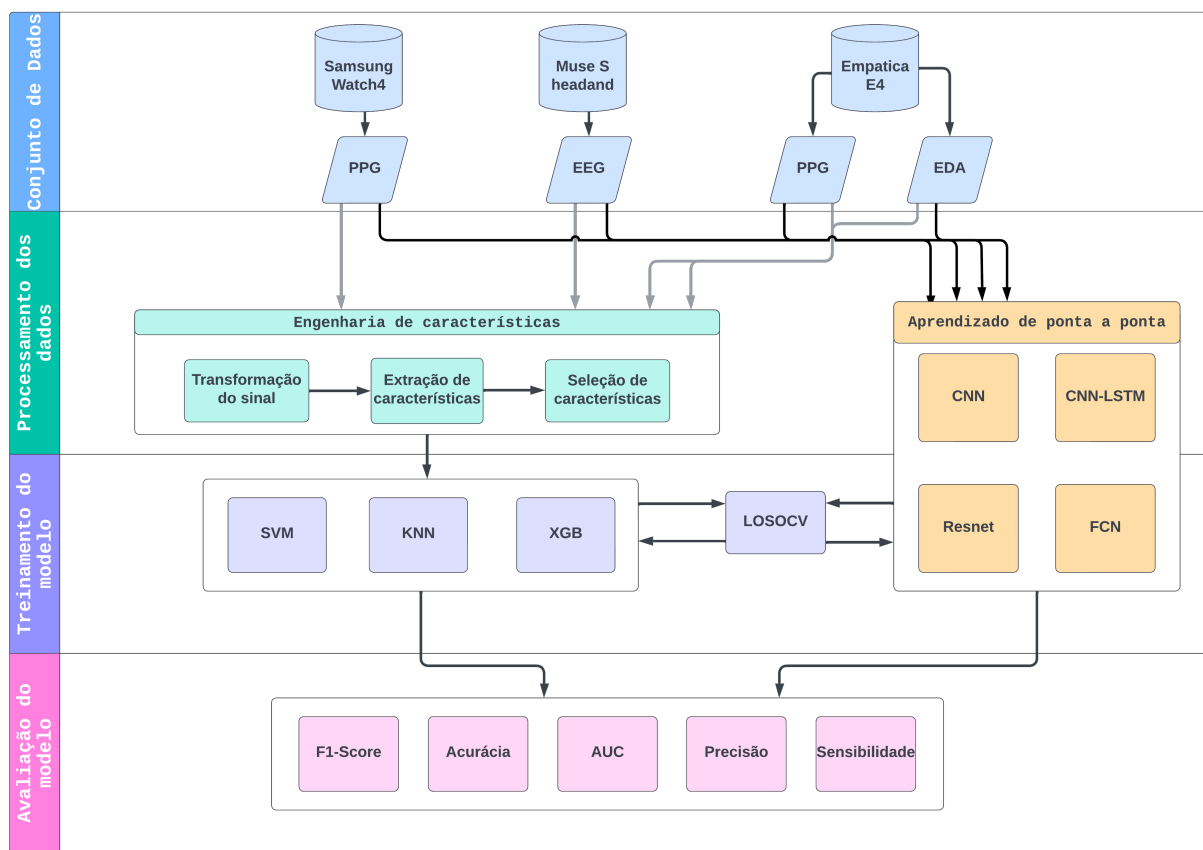 Conjunto de Dados
Samsung
Watch4
Muse S
headand
Empatica
E4
PPG
EEG
PPG
EDA
Processamento dos
dados
Engenharia de características
Transformação
do sinal
Extração de
características
Seleção de
características
Aprendizado de ponta a ponta
CNN
CNN-LSTM
Resnet
FCN
Treinamento do
modelo
SVM
KNN
XGB
LOSOCV
Avaliação do
modelo
F1-Score
Acurácia
AUC
Precisão
Sensibilidade